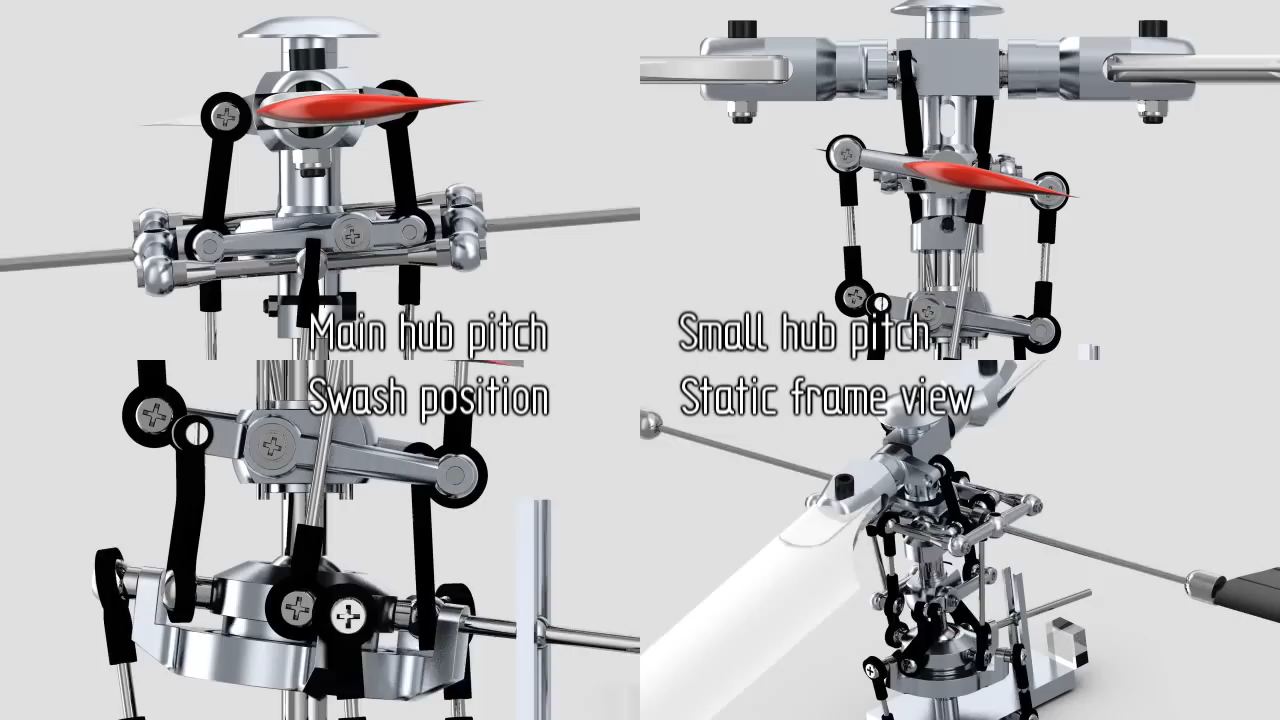 Main hub pitch
Small hub pitch
Swash position
Static frame view